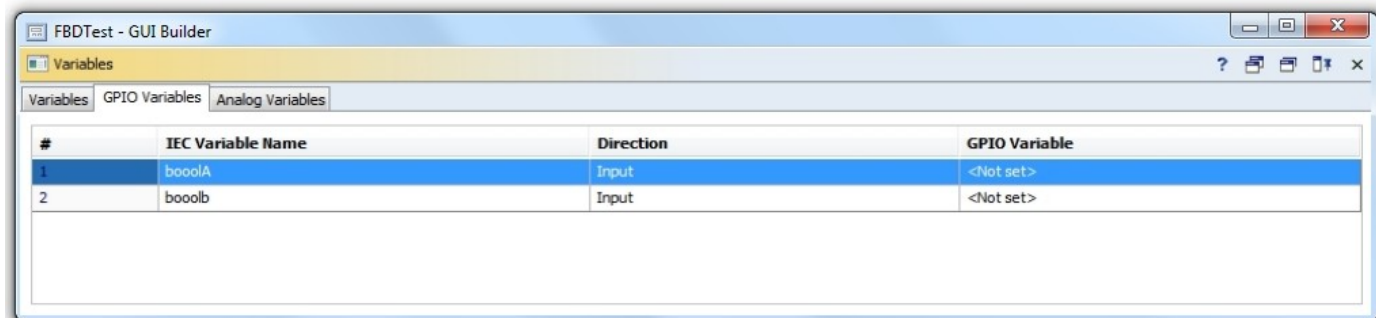 FBDTest - GUI Builder
Variables
?
Variables GPIO Variables Analog Variables
# IEC Variable Name Direction GPIO Variable
1 booolA Input <Not set>
2 booolb Input <Not set>